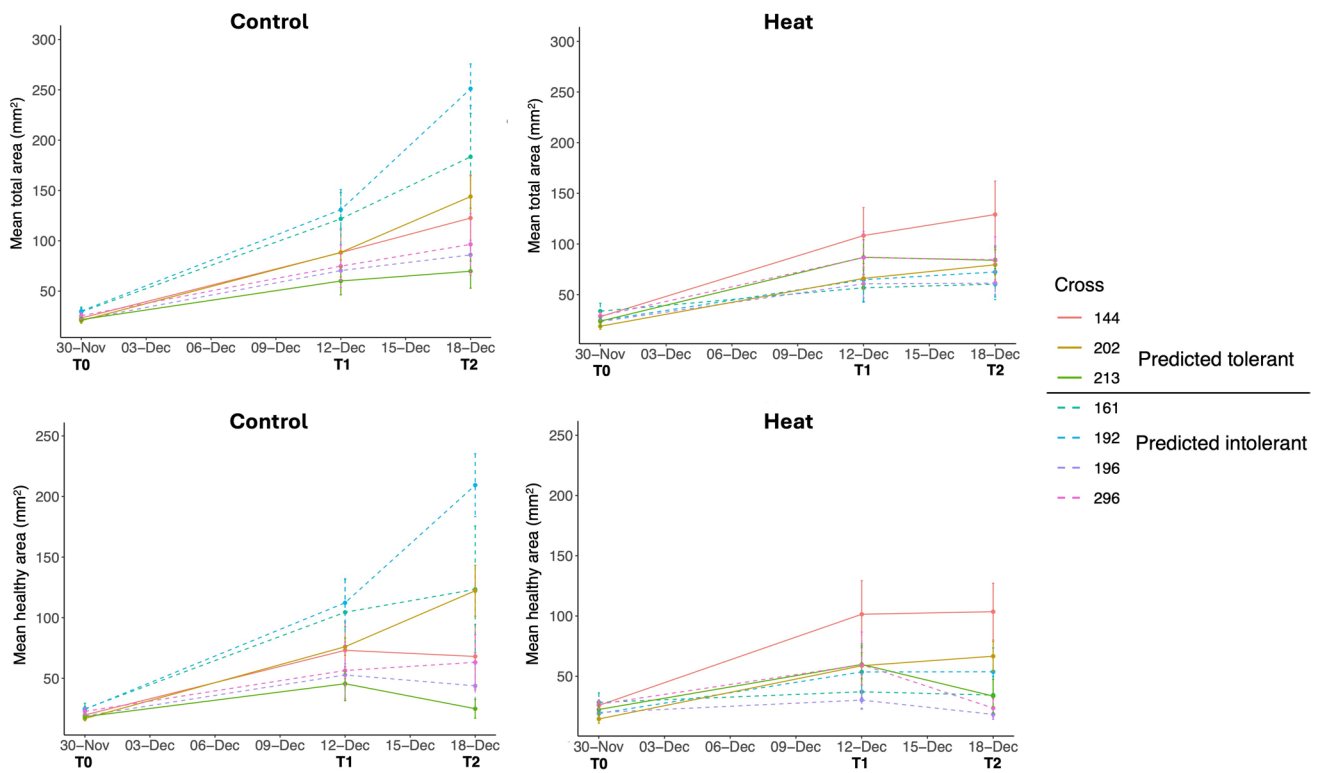 Control
Mean total area (mm²)
300
250
200
150
100
50
30–Nov 03–Dec 06–Dec 09–Dec 12–Dec 15–Dec 18–Dec
T0 T1 T2
Heat
Mean total area (mm²)
300
250
200
150
100
50
30–Nov 03–Dec 06–Dec 09–Dec 12–Dec 15–Dec 18–Dec
T0 T1 T2
Control
Mean healthy area (mm²)
250
200
150
100
50
30–Nov 03–Dec 06–Dec 09–Dec 12–Dec 15–Dec 18–Dec
T0 T1 T2
Heat
Mean healthy area (mm²)
250
200
150
100
50
30–Nov 03–Dec 06–Dec 09–Dec 12–Dec 15–Dec 18–Dec
T0 T1 T2
Cross
144
202
Predicted tolerant
213
161
192
Predicted intolerant
196
296